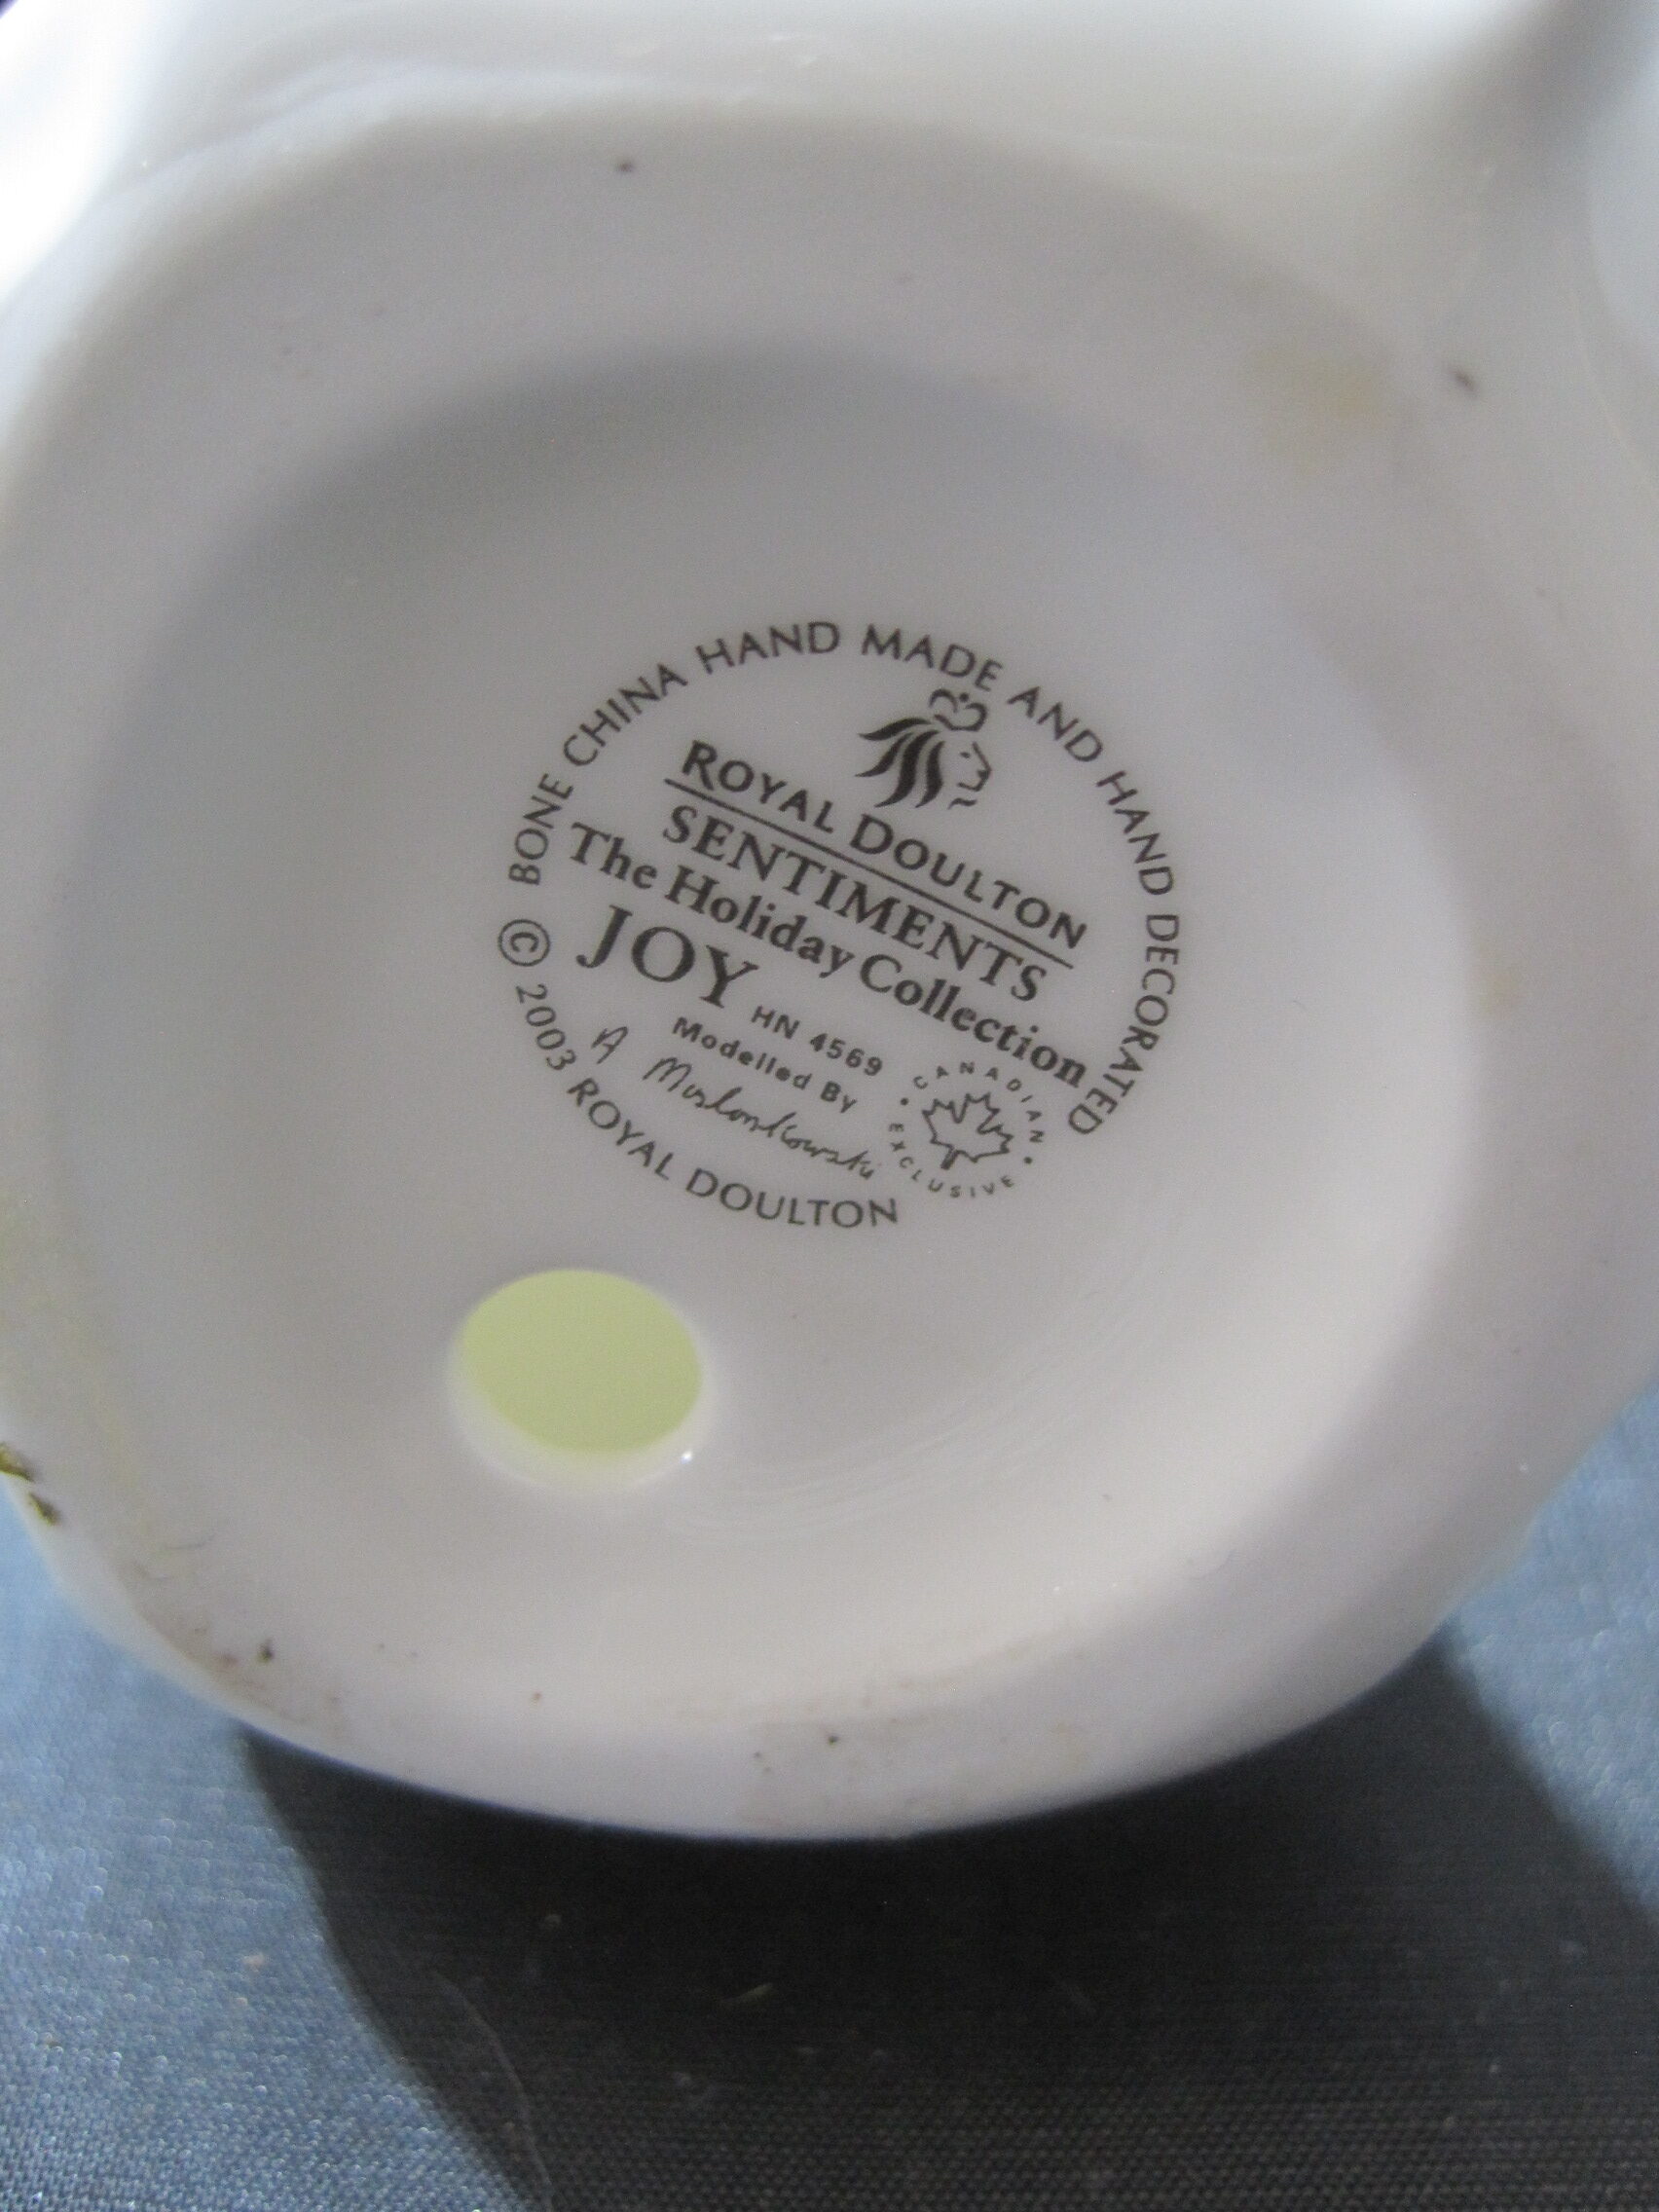 BONE CHINA HAND MADE AND HAND DECORATED
ROYAL DOULTON
SENTIMENTS
The Holiday Collection
JOY HN 4569
Modelled By
A Maslankowski
CANADIAN
EXCLUSIVE
© 2003 ROYAL DOULTON